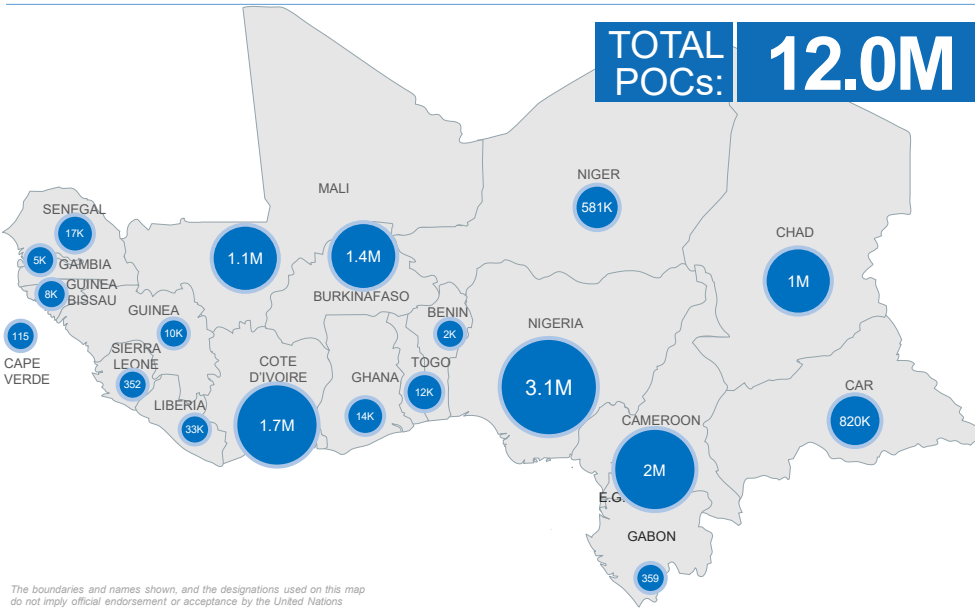 TOTAL
POCs:
12.0M
MALI
1.1M
NIGER
581K
CHAD
1M
SENEGAL
17K
5K
GAMBIA
8K
GUINEA
BISSAU
1.4M
BURKINAFASO
GUINEA
10K
BENIN
2K
NIGERIA
3.1M
115
CAPE
VERDE
SIERRA
LEONE
352
LIBERIA
33K
COTE
D'IVOIRE
1.7M
GHANA
14K
TOGO
12K
CAMEROON
2M
CAR
820K
E.G.
GABON
359
The boundaries and names shown, and the designations used on this map
do not imply official endorsement or acceptance by the United Nations